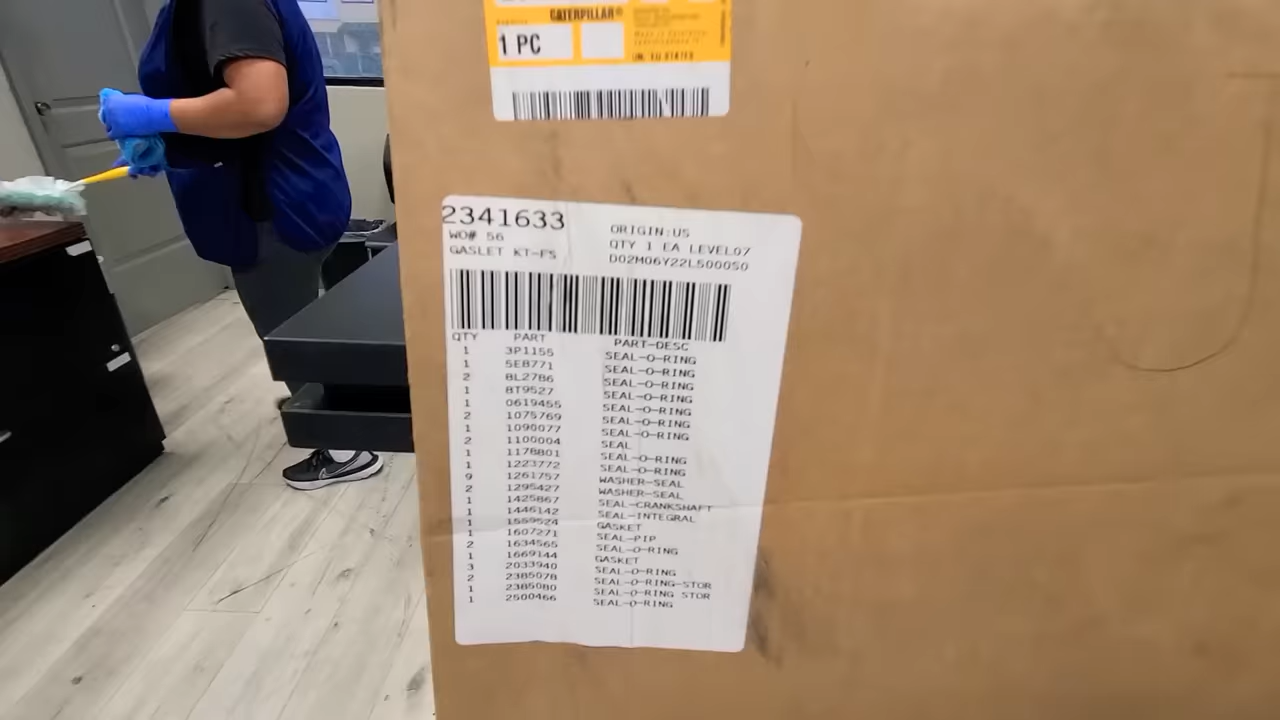 CATERPILLAR®
1 PC
2341633
WO# 56
GASLET KT-FS
ORIGIN:US
QTY 1 EA LEVEL07
D02M06Y22L5000S0
QTY PART PART-DESC
1 3P1155 SEAL-O-RING
1 5E8771 SEAL-O-RING
2 8L2786 SEAL-O-RING
1 8T9527 SEAL-O-RING
1 0619455 SEAL-O-RING
2 1075769 SEAL-O-RING
1 1090077 SEAL-O-RING
2 1100004 SEAL
1 1178801 SEAL-O-RING
1 1223772 SEAL-O-RING
9 1261757 WASHER-SEAL
2 1295427 WASHER-SEAL
1 1425867 SEAL-CRANKSHAFT
1 1446142 SEAL-INTEGRAL
1 1559524 GASKET
1 1607271 SEAL-PIP
2 1634565 SEAL-O-RING
1 1669144 GASKET
3 2033940 SEAL-O-RING
2 2385078 SEAL-O-RING-STOR
1 2385080 SEAL-O-RING STOR
1 2500466 SEAL-O-RING